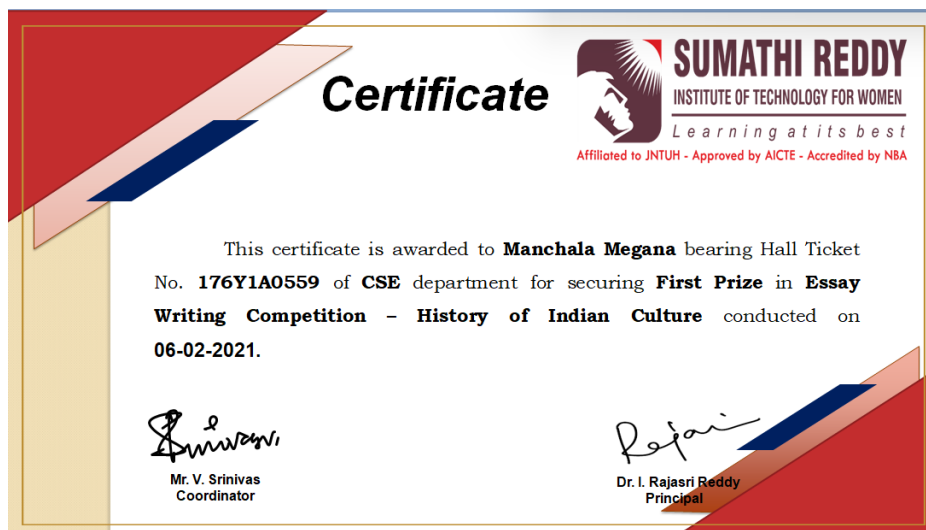 Certificate
SUMATHI REDDY
INSTITUTE OF TECHNOLOGY FOR WOMEN
Learning at its best
Affiliated to JNTUH - Approved by AICTE - Accredited by NBA
This certificate is awarded to Manchala Megana bearing Hall Ticket
No. 176Y1A0559 of CSE department for securing First Prize in Essay
Writing Competition – History of Indian Culture conducted on
06-02-2021.
Srinivas
Rajasri
Mr. V. Srinivas
Coordinator
Dr. I. Rajasri Reddy
Principal